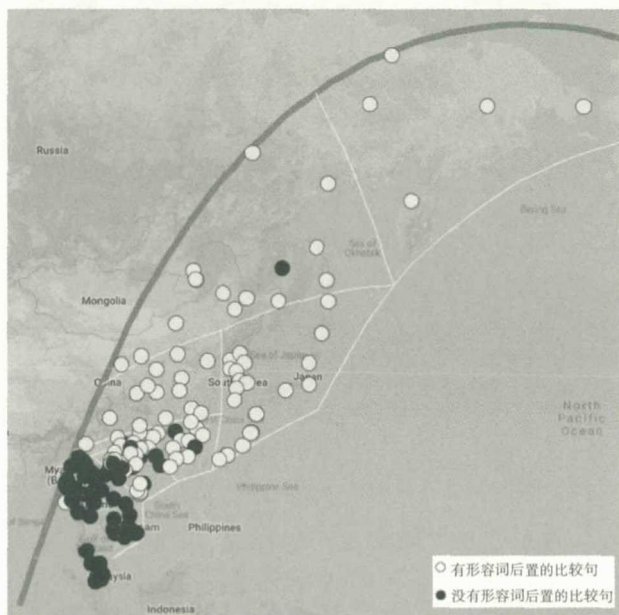 Russia
Bering Sea
Sea of
Okhotsk
Mongolia
Sea of Japan
China
South Korea
Japan
North
Pacific
Ocean
Philippine Sea
South
China Sea
Philippines
Indonesia
○ 有形容词后置的比较句
● 没有形容词后置的比较句